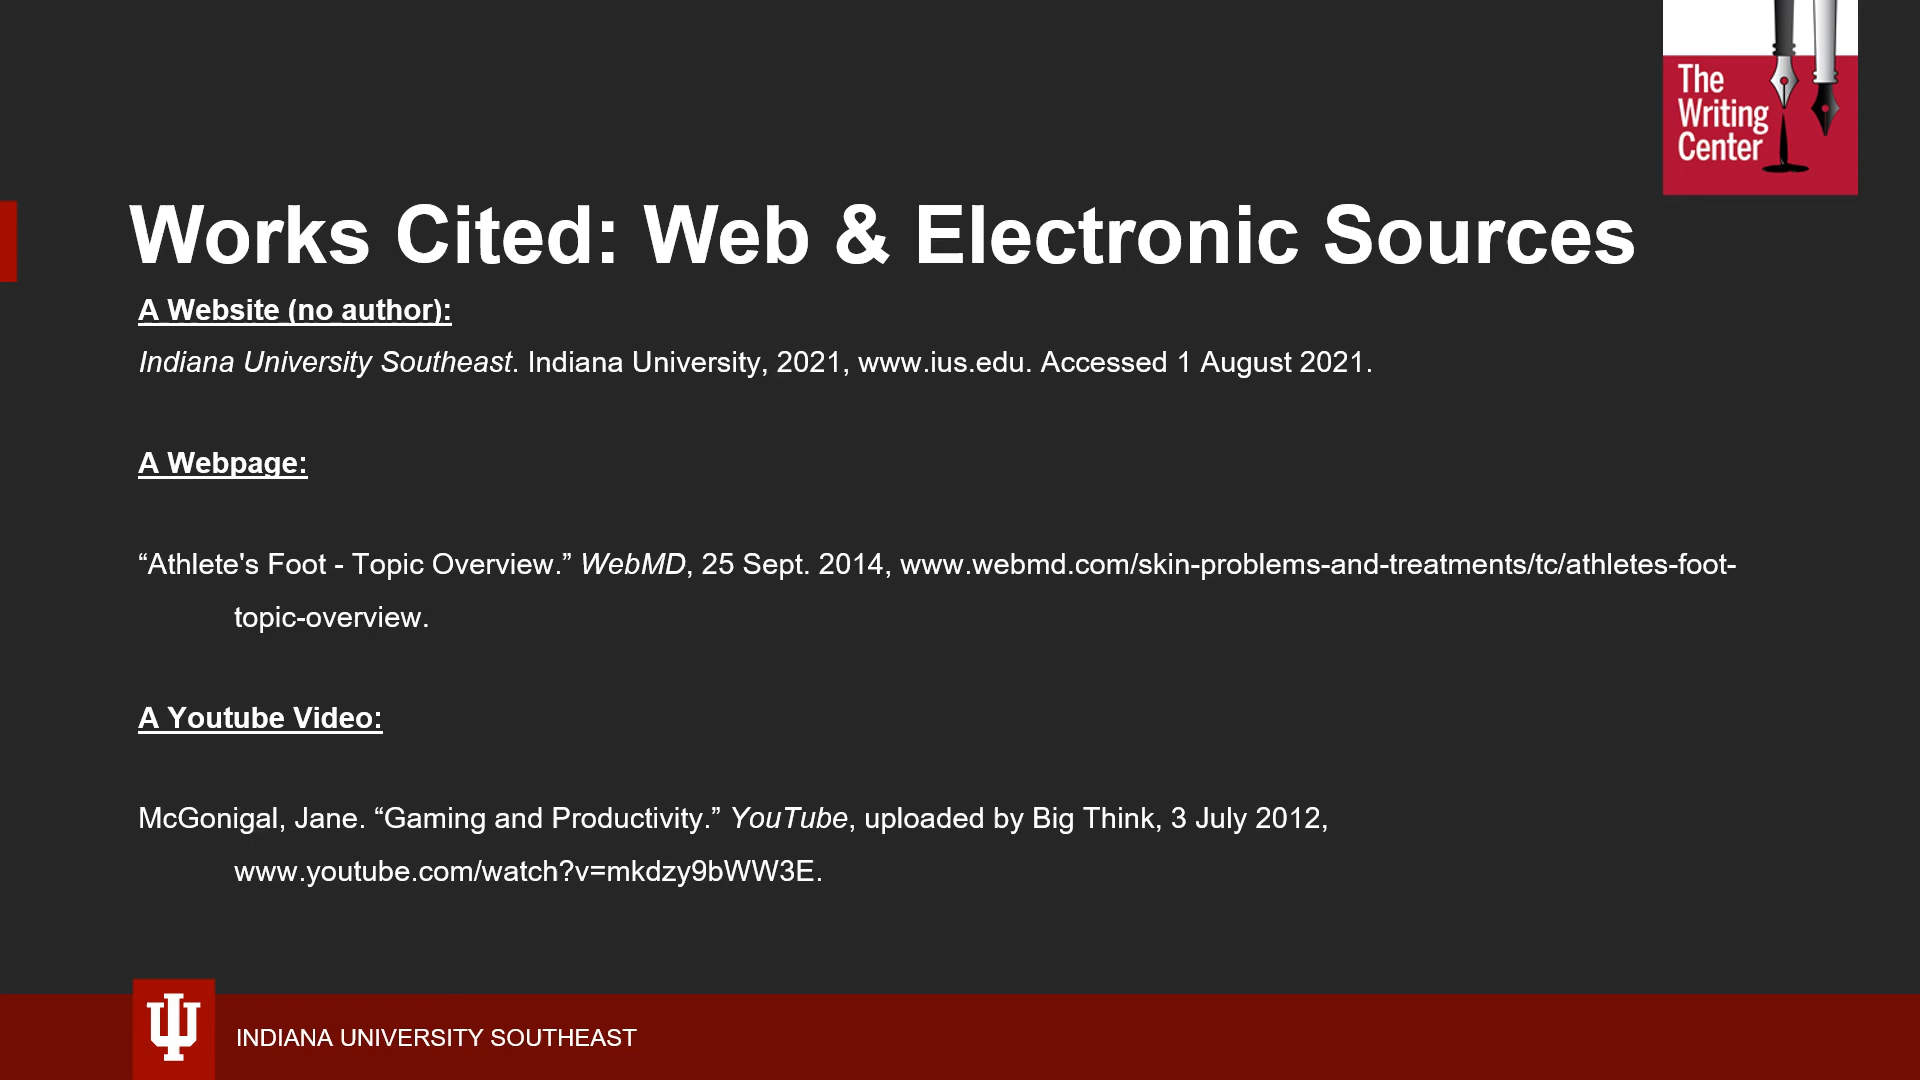 The
Writing
Center
Works Cited: Web & Electronic Sources
A Website (no author):
Indiana University Southeast. Indiana University, 2021, www.ius.edu. Accessed 1 August 2021.
A Webpage:
“Athlete's Foot - Topic Overview.” WebMD, 25 Sept. 2014, www.webmd.com/skin-problems-and-treatments/tc/athletes-foot-
topic-overview.
A Youtube Video:
McGonigal, Jane. “Gaming and Productivity.” YouTube, uploaded by Big Think, 3 July 2012,
www.youtube.com/watch?v=mkdzy9bWW3E.
INDIANA UNIVERSITY SOUTHEAST